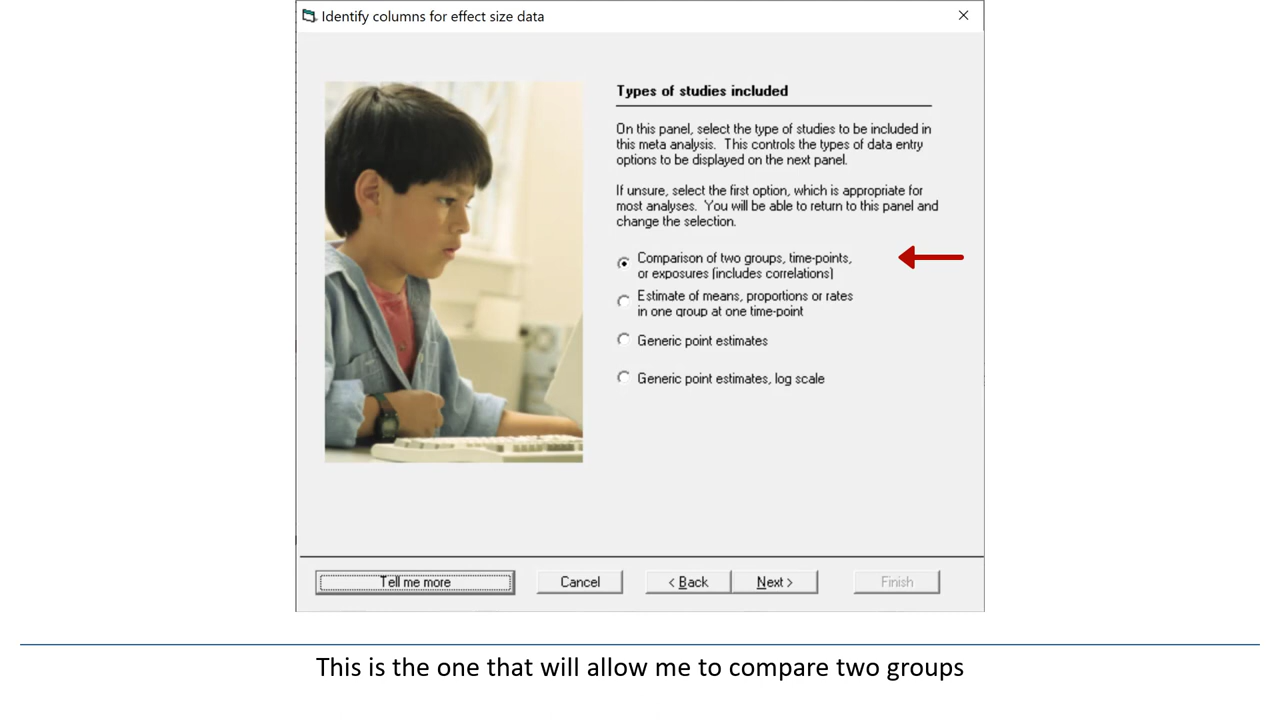 Identify columns for effect size data
Types of studies included
On this panel, select the type of studies to be included in
this meta analysis. This controls the types of data entry
options to be displayed on the next panel.
If unsure, select the first option, which is appropriate for
most analyses. You will be able to return to this panel and
change the selection.
Comparison of two groups, time-points,
or exposures (includes correlations)
Estimate of means, proportions or rates
in one group at one time-point
Generic point estimates
Generic point estimates, log scale
Tell me more
Cancel
< Back
Next >
Finish
This is the one that will allow me to compare two groups